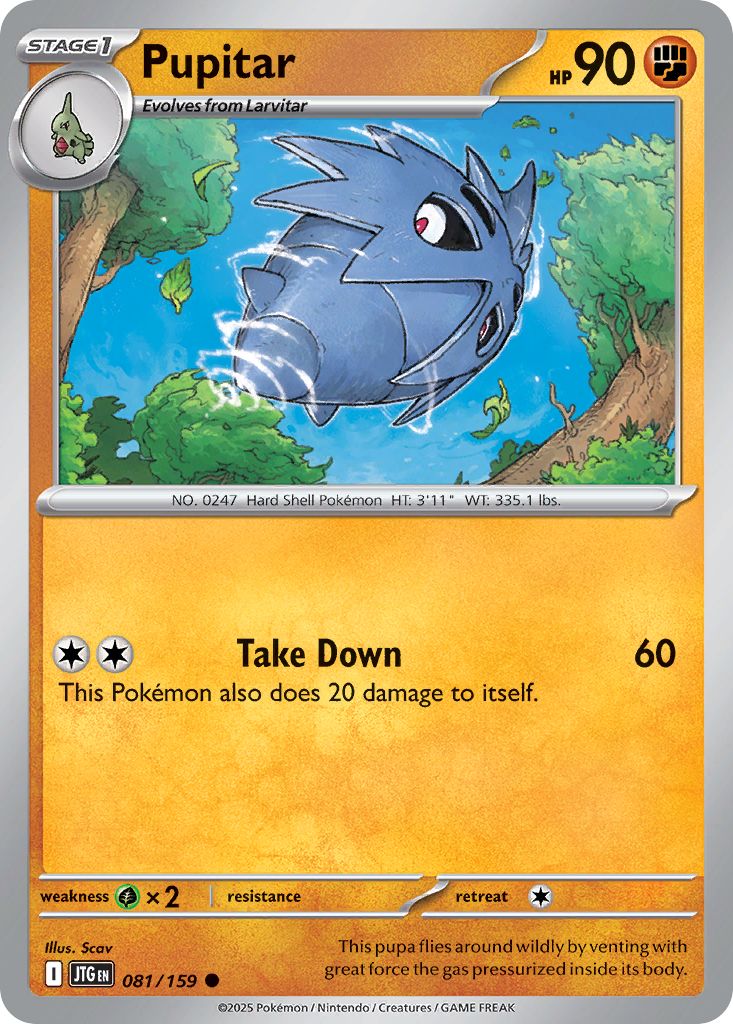 STAGE 1
Pupitar
HP 90
Evolves from Larvitar
NO. 0247 Hard Shell Pokémon HT: 3'11" WT: 335.1 lbs.
Take Down 60
This Pokémon also does 20 damage to itself.
weakness ×2 resistance retreat
Illus. Scav
This pupa flies around wildly by venting with
great force the gas pressurized inside its body.
I JTG EN 081/159
©2025 Pokémon / Nintendo / Creatures / GAME FREAK